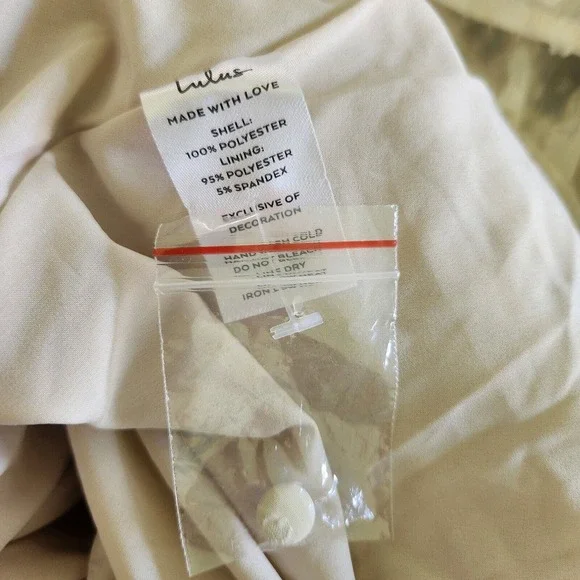 Lulus
MADE WITH LOVE
SHELL:
100% POLYESTER
LINING:
95% POLYESTER
5% SPANDEX
EXCLUSIVE OF
DECORATION
HAND WASH COLD
DO NOT BLEACH
LINE DRY
IRON